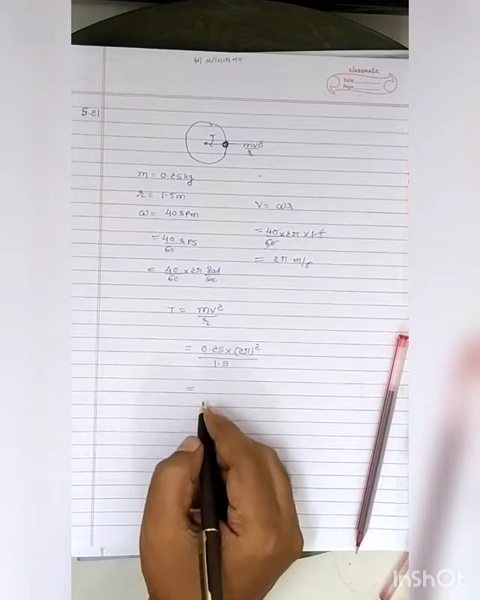 classmate
Date
Page
5.21
T
mv²
r
m = 0.25kg
r = 1.5m
V = ωr
ω = 40 rpm
= 40/60 × 2π × 1.5
= 40/60 rps
= 2π m/s
= 40/60 × 2π rad/sec
T = mv²/r
= 0.25 × (2π)²/1.5
=
InShOt